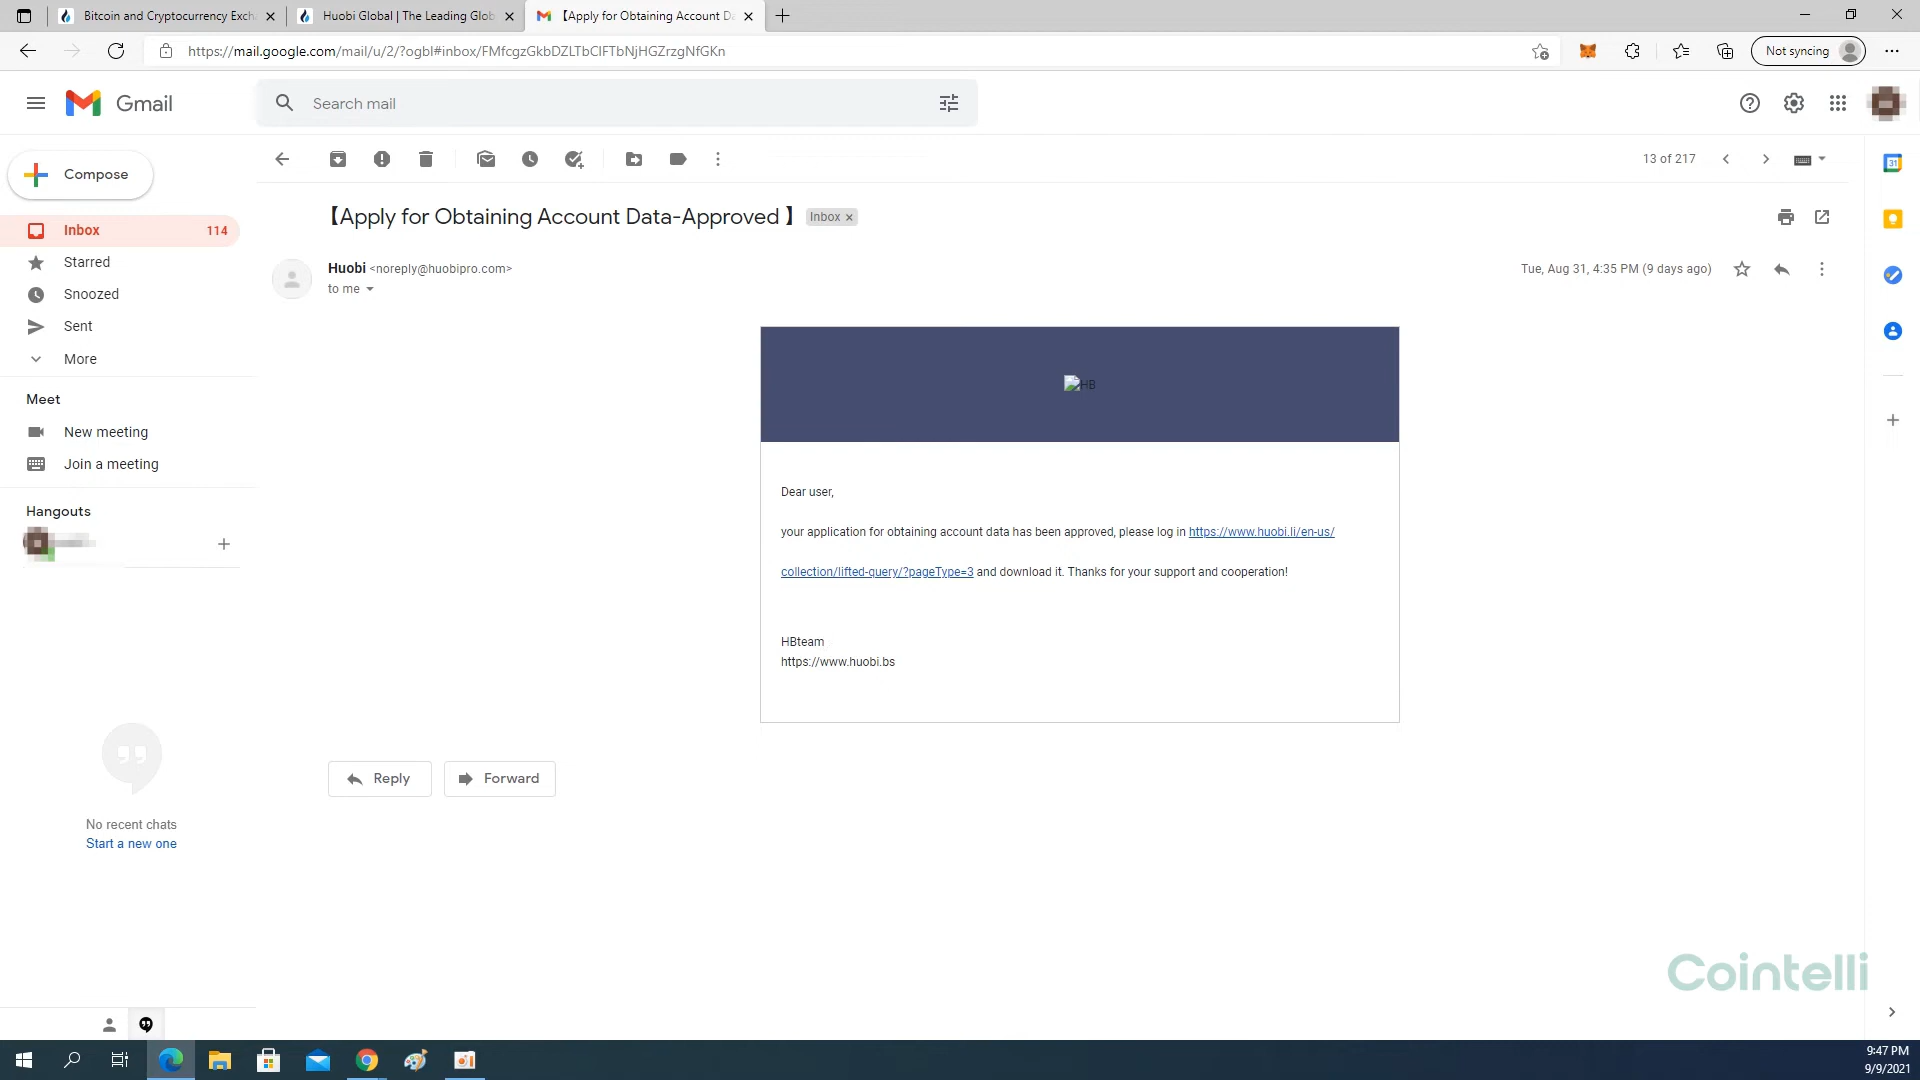 Bitcoin and Cryptocurrency Exch
Huobi Global | The Leading Glob
【Apply for Obtaining Account Da
https://mail.google.com/mail/u/2/?ogbl#inbox/FMfcgzGkbDZLTbClFTbNjHGZrzgNfGKn
Not syncing
Gmail
Search mail
Compose
13 of 217
Inbox 114
Starred
Snoozed
Sent
More
Meet
New meeting
Join a meeting
Hangouts
No recent chats
Start a new one
【Apply for Obtaining Account Data-Approved 】 Inbox ×
Huobi <noreply@huobipro.com>
to me
Tue, Aug 31, 4:35 PM (9 days ago)
HB
Dear user,
your application for obtaining account data has been approved, please log in https://www.huobi.li/en-us/
collection/lifted-query/?pageType=3 and download it. Thanks for your support and cooperation!
HBteam
https://www.huobi.bs
Reply
Forward
31
Cointelli
9:47 PM
9/9/2021